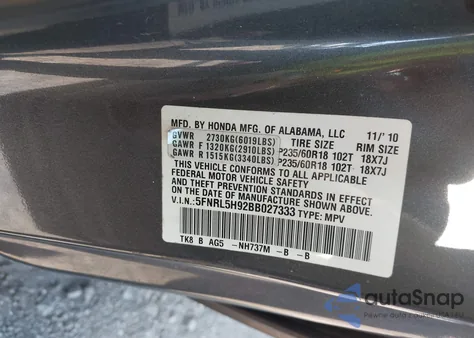 MFD. BY HONDA MFG. OF ALABAMA, LLC 11/'10
GVWR 2730KG(6019LBS) TIRE SIZE RIM SIZE
GAWR F 1320KG(2910LBS) P235/60R18 102T 18X7J
GAWR R 1515KG(3340LBS) P235/60R18 102T 18X7J
THIS VEHICLE CONFORMS TO ALL APPLICABLE
FEDERAL MOTOR VEHICLE SAFETY AND
THEFT PREVENTION STANDARDS IN EFFECT
ON THE DATE OF MANUFACTURE SHOWN ABOVE.
V.I.N.: 5FNRL5H92BB027333 TYPE: MPV
TK8 B AG5 -NH737M -B -B
autoSnap